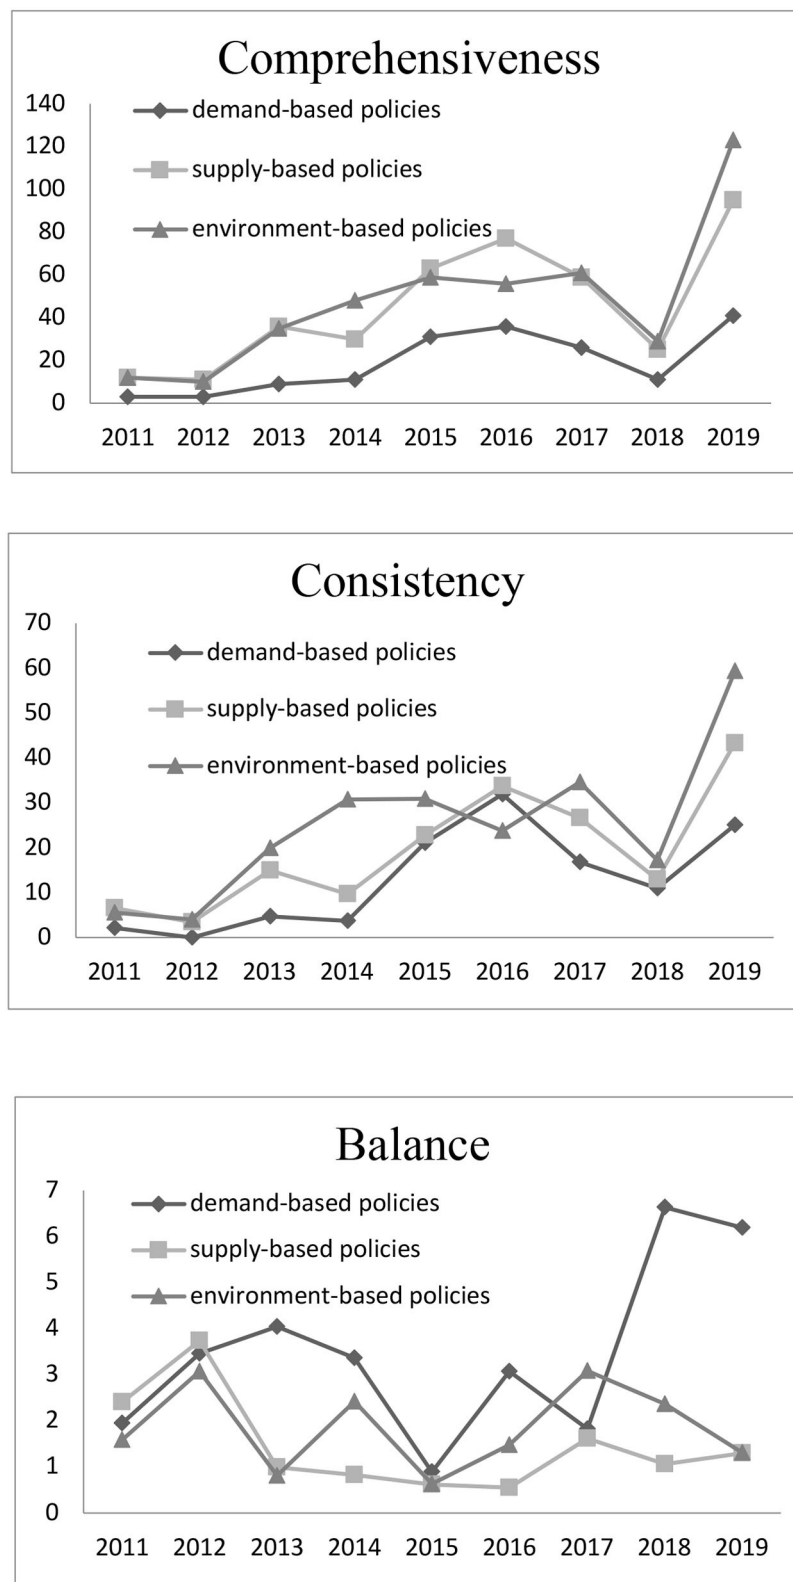 Comprehensiveness
140
120
100
80
60
40
20
0
demand-based policies
supply-based policies
environment-based policies
2011 2012 2013 2014 2015 2016 2017 2018 2019
Consistency
70
60
50
40
30
20
10
0
demand-based policies
supply-based policies
environment-based policies
2011 2012 2013 2014 2015 2016 2017 2018 2019
Balance
7
6
5
4
3
2
1
0
demand-based policies
supply-based policies
environment-based policies
2011 2012 2013 2014 2015 2016 2017 2018 2019